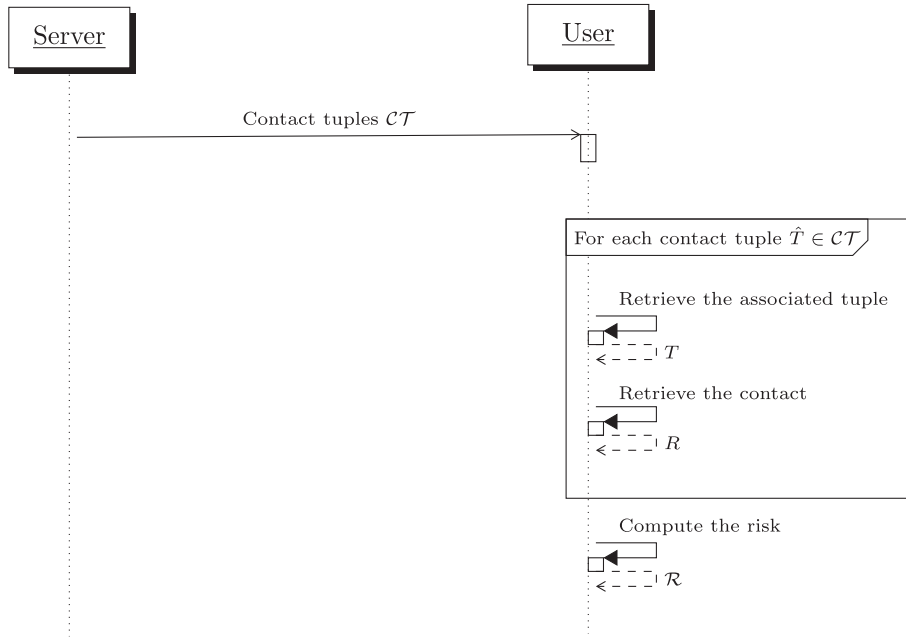 Server
User
Contact tuples 𝒞𝒯
For each contact tuple T̂ ∈ 𝒞𝒯
Retrieve the associated tuple
T
Retrieve the contact
R
Compute the risk
ℛ